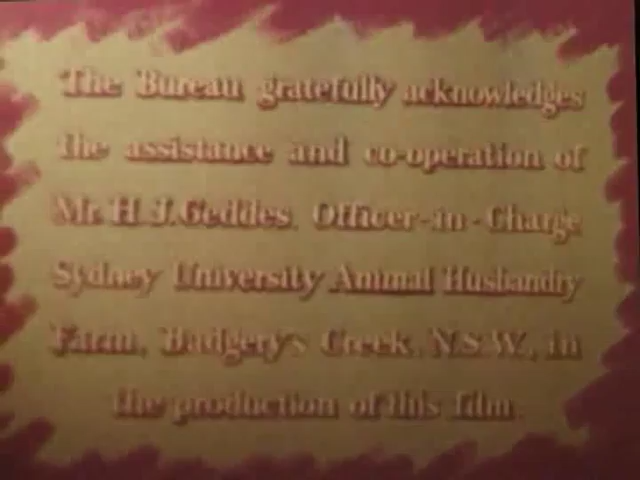 The Bureau gratefully acknowledges
the assistance and co-operation of
Mr. H. J. Geddes, Officer-in-Charge
Sydney University Animal Husbandry
Farm, Badgery's Creek, N.S.W., in
the production of this film.